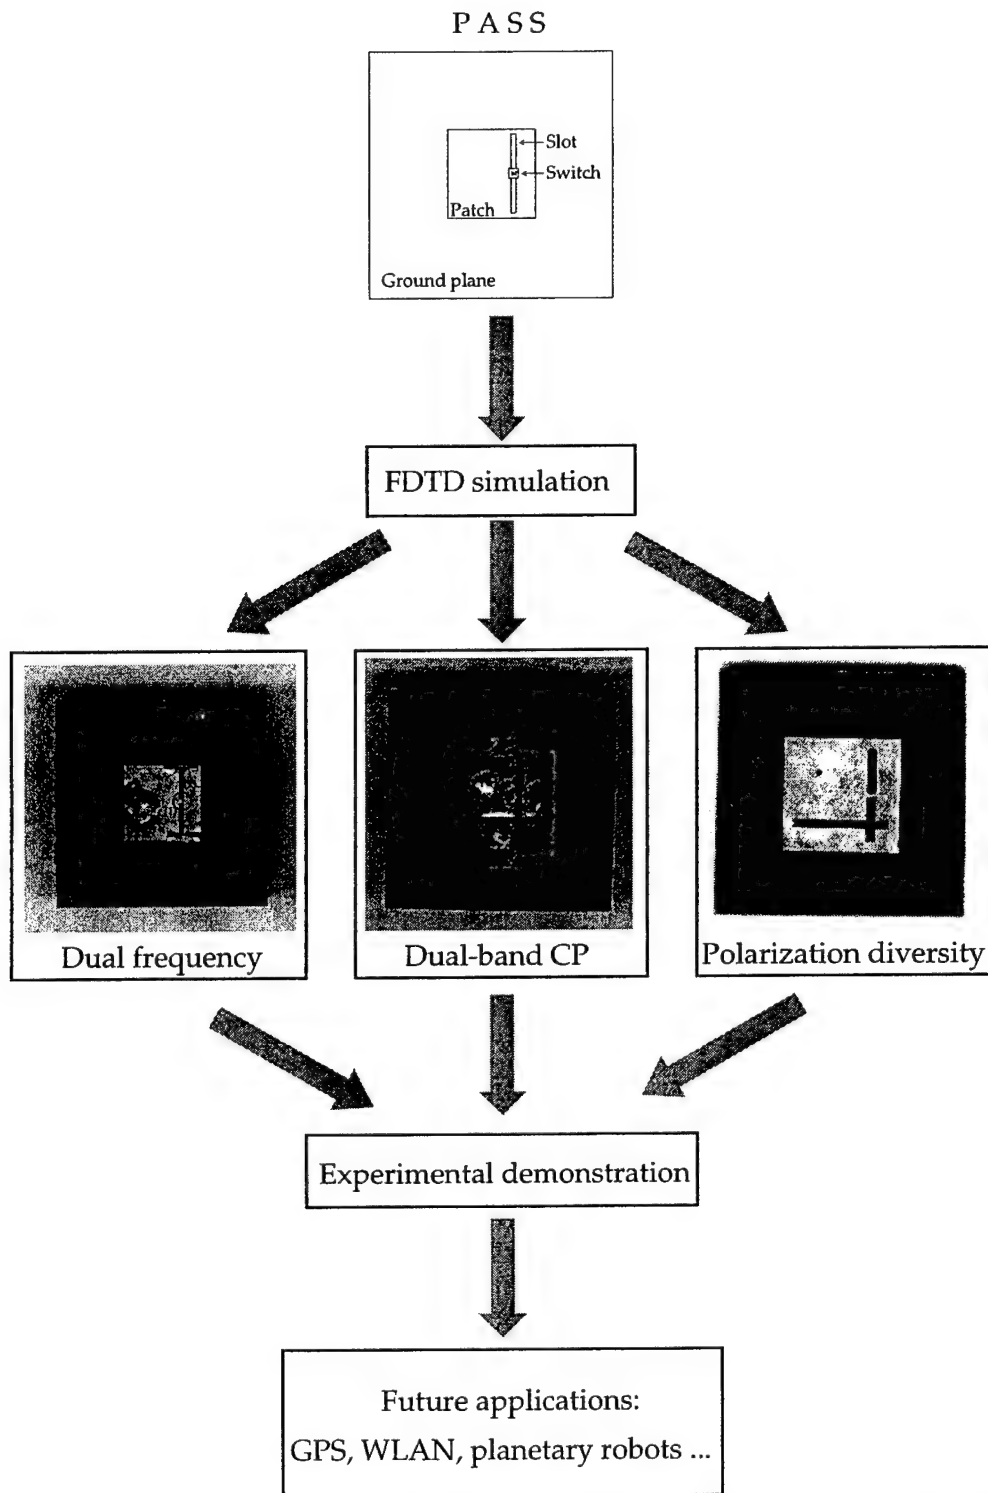 PASS
Slot
Switch
Patch
Ground plane
FDTD simulation
Dual frequency
Dual-band CP
Polarization diversity
Experimental demonstration
Future applications:
GPS, WLAN, planetary robots ...